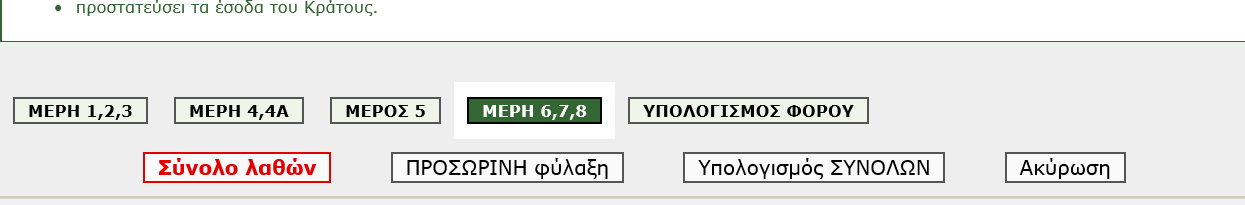 • προστατεύσει τα έσοδα του Κράτους.
ΜΕΡΗ 1,2,3 ΜΕΡΗ 4,4Α ΜΕΡΟΣ 5 ΜΕΡΗ 6,7,8 ΥΠΟΛΟΓΙΣΜΟΣ ΦΟΡΟΥ
Σύνολο λαθών ΠΡΟΣΩΡΙΝΗ φύλαξη Υπολογισμός ΣΥΝΟΛΩΝ Ακύρωση